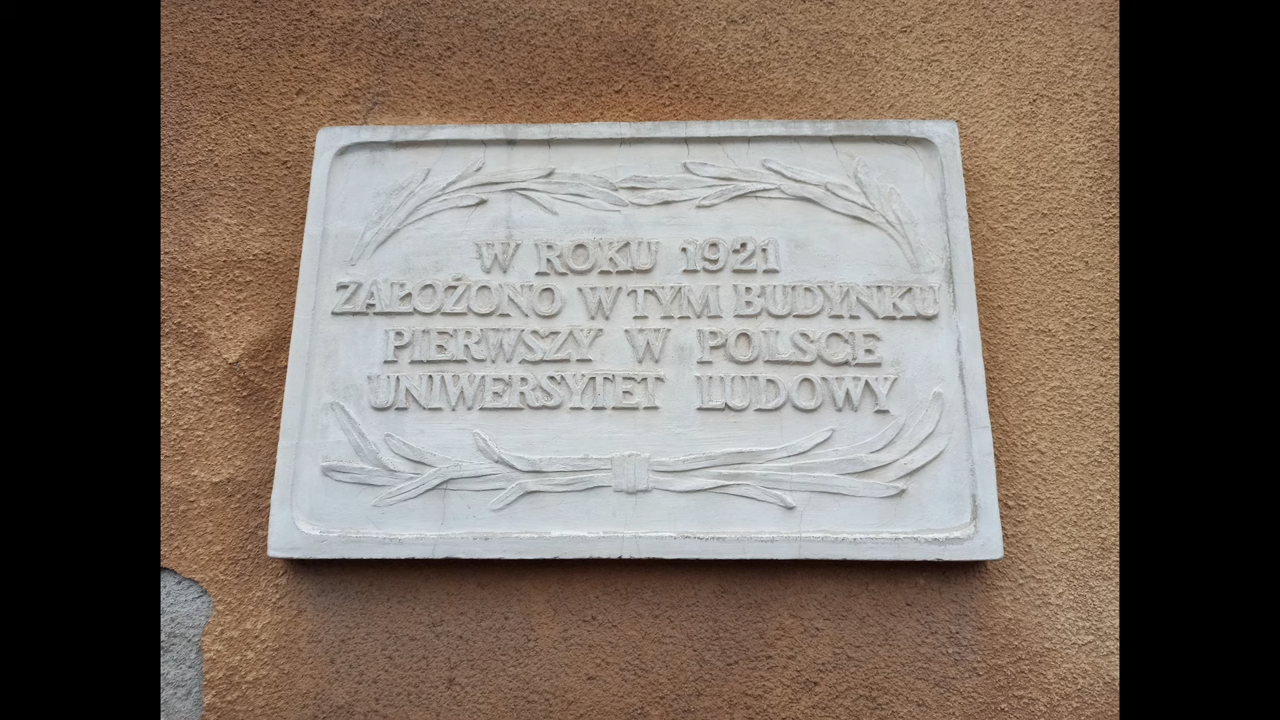 W ROKU 1921
ZAŁOŻONO W TYM BUDYNKU
PIERWSZY W POLSCE
UNIWERSYTET LUDOWY